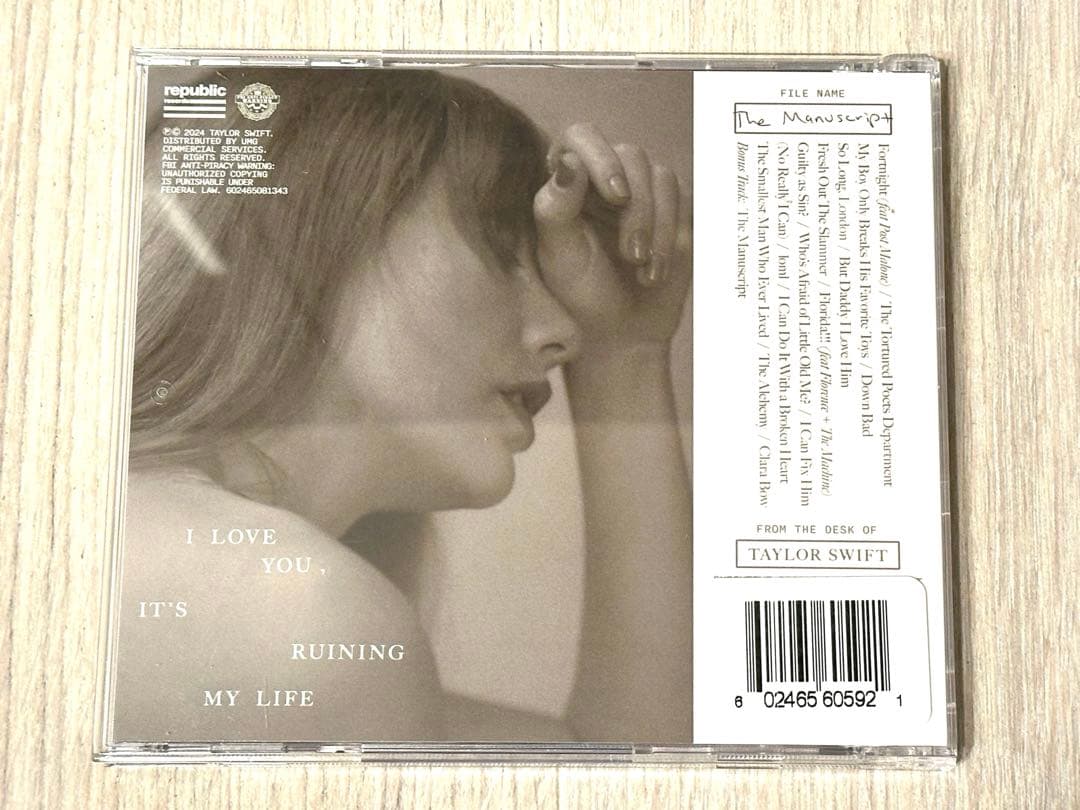 republic
℗© 2024 TAYLOR SWIFT.
DISTRIBUTED BY UMG
COMMERCIAL SERVICES.
ALL RIGHTS RESERVED.
FBI ANTI-PIRACY WARNING:
UNAUTHORIZED COPYING
IS PUNISHABLE UNDER
FEDERAL LAW. 602465081343
I LOVE
YOU,
IT'S
RUINING
MY LIFE
FILE NAME
The Manuscript
Fortnight (feat Post Malone) / The Tortured Poets Department
My Boy Only Breaks His Favorite Toys / Down Bad
So Long, London / But Daddy I Love Him
Fresh Out The Slammer / Florida!!! (feat Florence + The Machine)
Guilty as Sin? / Who's Afraid of Little Old Me? / I Can Fix Him
(No Really I Can) / loml / I Can Do It With a Broken Heart
The Smallest Man Who Ever Lived / The Alchemy / Clara Bow
Bonus Track: The Manuscript
FROM THE DESK OF
TAYLOR SWIFT
6 02465 60592 1